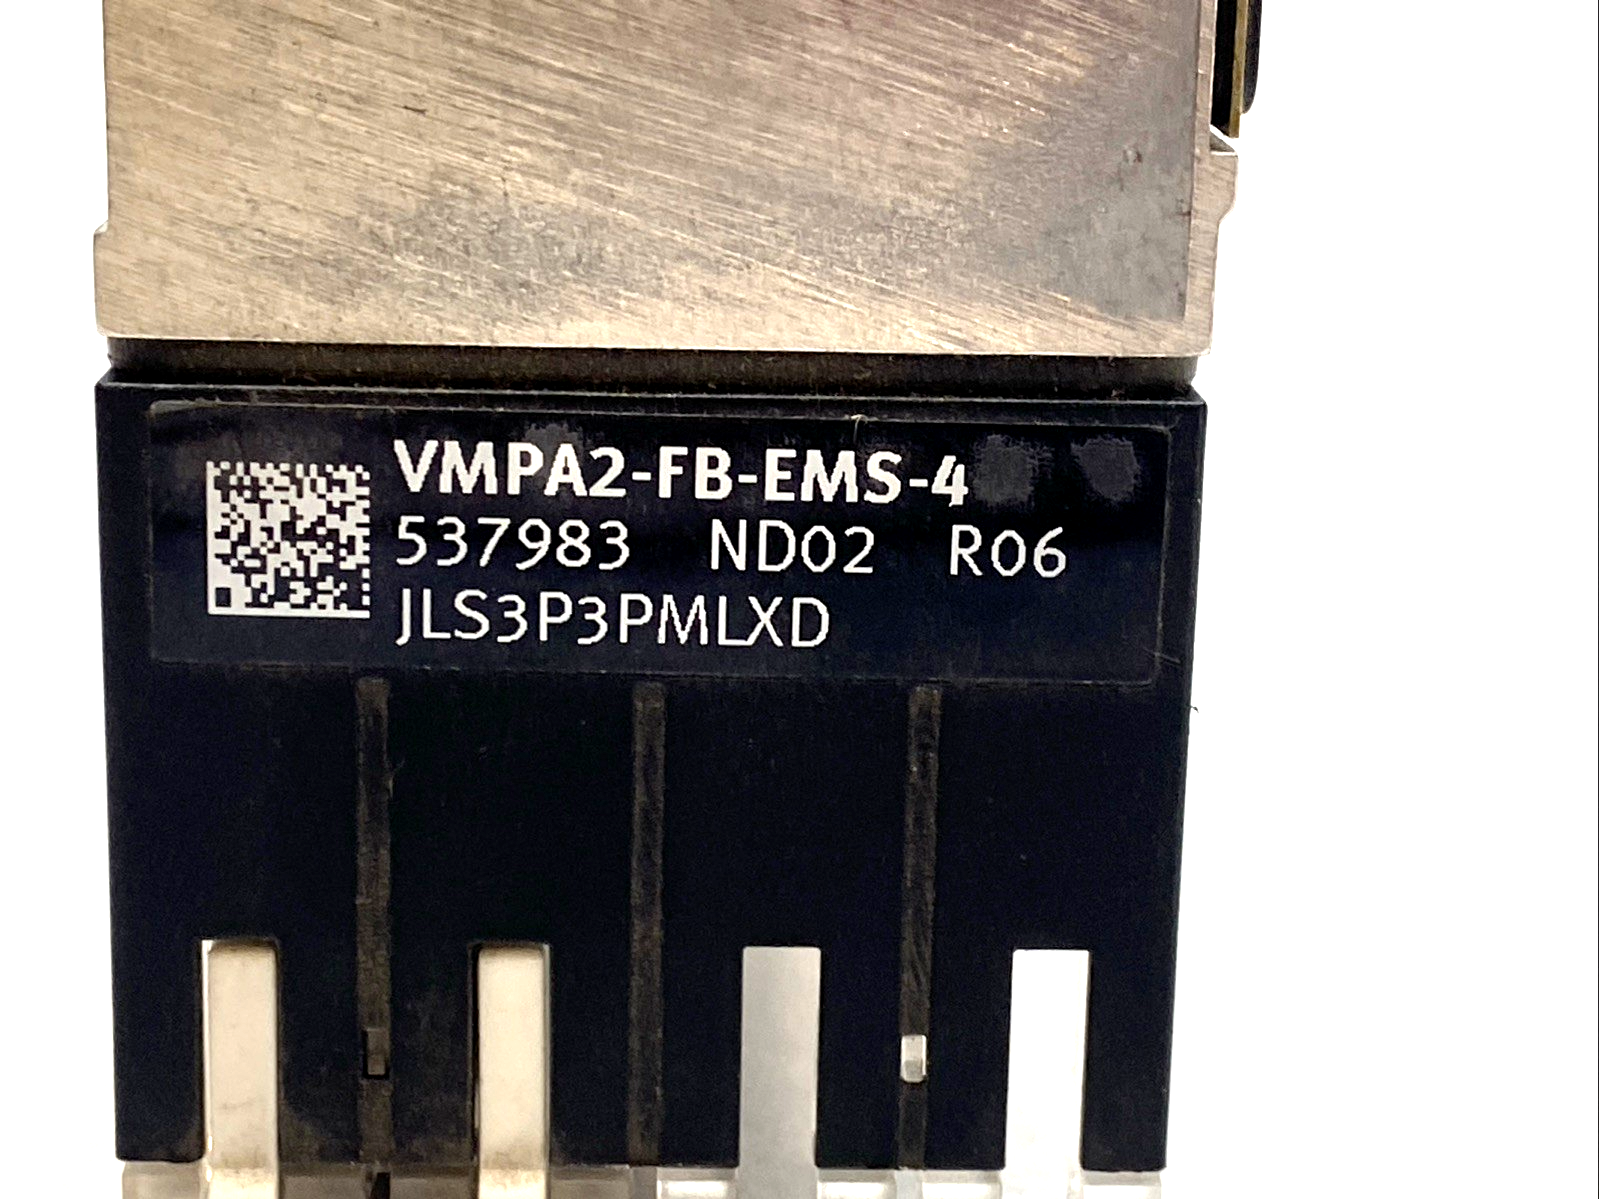 VMPA2-FB-EMS-4
537983 ND02 R06
JLS3P3PMLXD